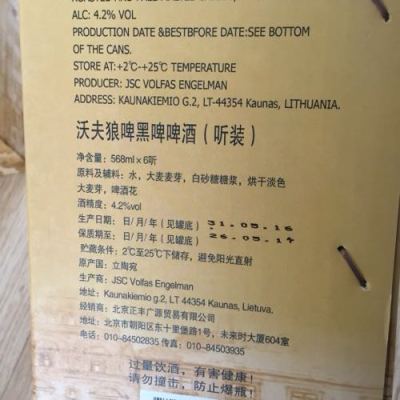 ALC: 4.2% VOL
PRODUCTION DATE &BESTBFORE DATE:SEE BOTTOM
OF THE CANS.
STORE AT:+2°C-+25°C TEMPERATURE
PRODUCER: JSC VOLFAS ENGELMAN
ADDRESS: KAUNAKIEMIO G.2, LT-44354 Kaunas, LITHUANIA.
沃夫狼啤黑啤啤酒（听装）
净含量：568ml×6听
原料及辅料：水，大麦麦芽，白砂糖糖浆，烘干淡色
大麦芽，啤酒花
酒精度：4.2%vol
生产日期：日/月/年（见罐底）31.05.16
保质期至：日/月/年（见罐底）26.05.17
贮藏条件：2℃至25℃下储存，避免阳光直射
原产国：立陶宛
生产商：JSC Volfas Engelman
地址：Kaunakiemio g.2, LT 44354 Kaunas, Lietuva.
经销商：北京正丰广源贸易有限公司
地址：北京市朝阳区东十里堡路1号，未来时大厦604室
电话：010-84502835 传真：010-84503935
过量饮酒，有害健康！
请勿撞击，防止爆瓶！